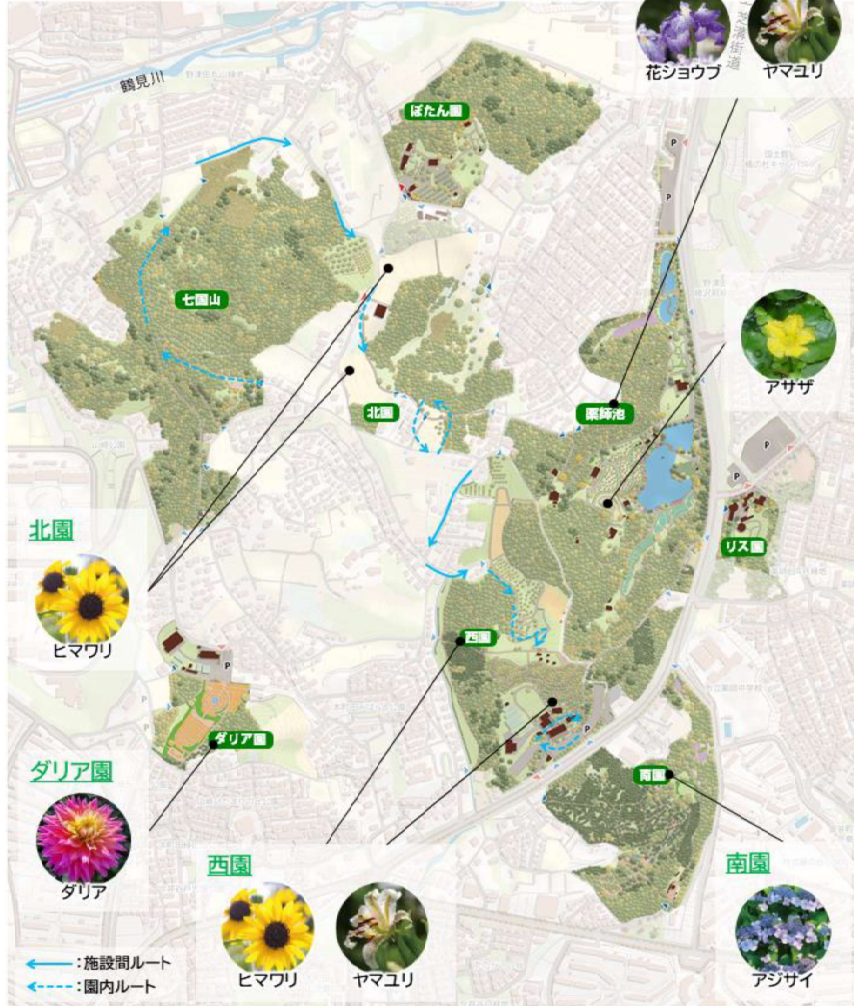 花ショウブ
ヤマユリ
芝溝街道
鶴見川
ぼたん園
P
P
七国山
アサザ
北園
薬師池
P
P
リス園
北園
ヒマワリ
西園
P
P
P
ダリア園
南園
ダリア園
ダリア
西園
ヒマワリ
ヤマユリ
南園
アジサイ
:施設間ルート
:園内ルート